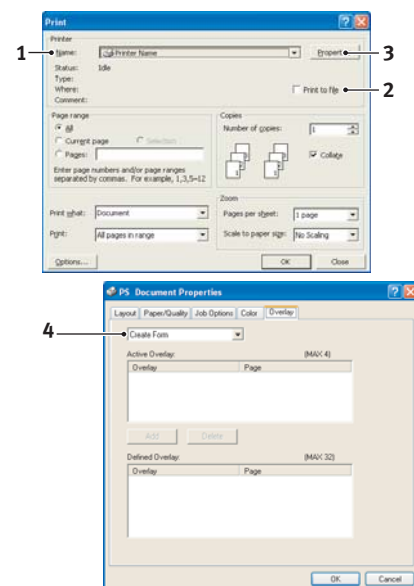 Print
Printer
1 Name: Printer Name Propert 3
Status: Idle
Type:
Where: Print to file 2
Comment:
Page range Copies
All Number of copies: 1
Current page Selection
Pages: Collate
Enter page numbers and/or page ranges
separated by commas. For example, 1,3,5-12
Zoom
Print what: Document Pages per sheet: 1 page
Print: All pages in range Scale to paper size: No Scaling
Options... OK Close
PS Document Properties
Layout Paper/Quality Job Options Color Overlay
4 Create Form
Active Overlay: (MAX 4)
Overlay Page
Add Delete
Defined Overlay: (MAX 32)
Overlay Page
OK Cancel